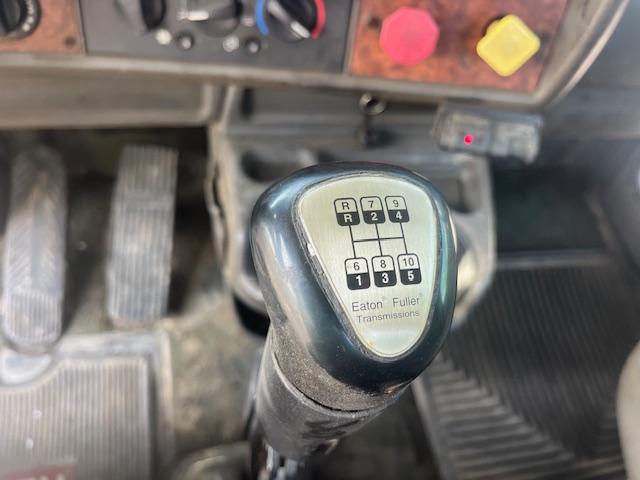 R 7 9
R 2 4
6 8 10
1 3 5
Eaton® Fuller®
Transmissions